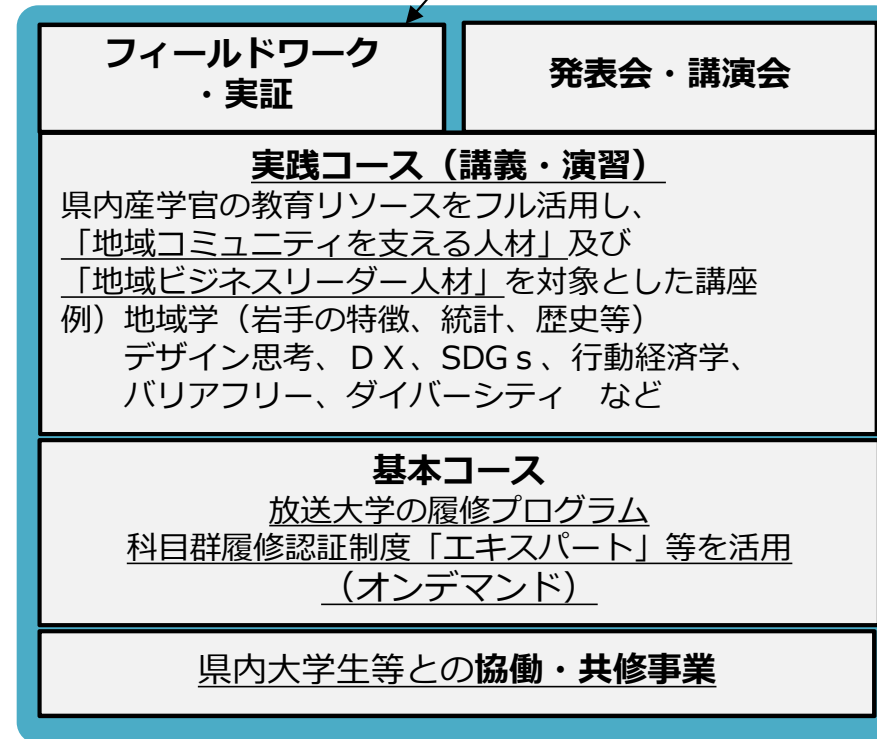 フィールドワーク
・実証
発表会・講演会
実践コース（講義・演習）
県内産学官の教育リソースをフル活用し、
「地域コミュニティを支える人材」及び
「地域ビジネスリーダー人材」を対象とした講座
例）地域学（岩手の特徴、統計、歴史等）
デザイン思考、ＤＸ、SDGｓ、行動経済学、
バリアフリー、ダイバーシティ　など
基本コース
放送大学の履修プログラム
科目群履修認証制度「エキスパート」等を活用
（オンデマンド）
県内大学生等との協働・共修事業